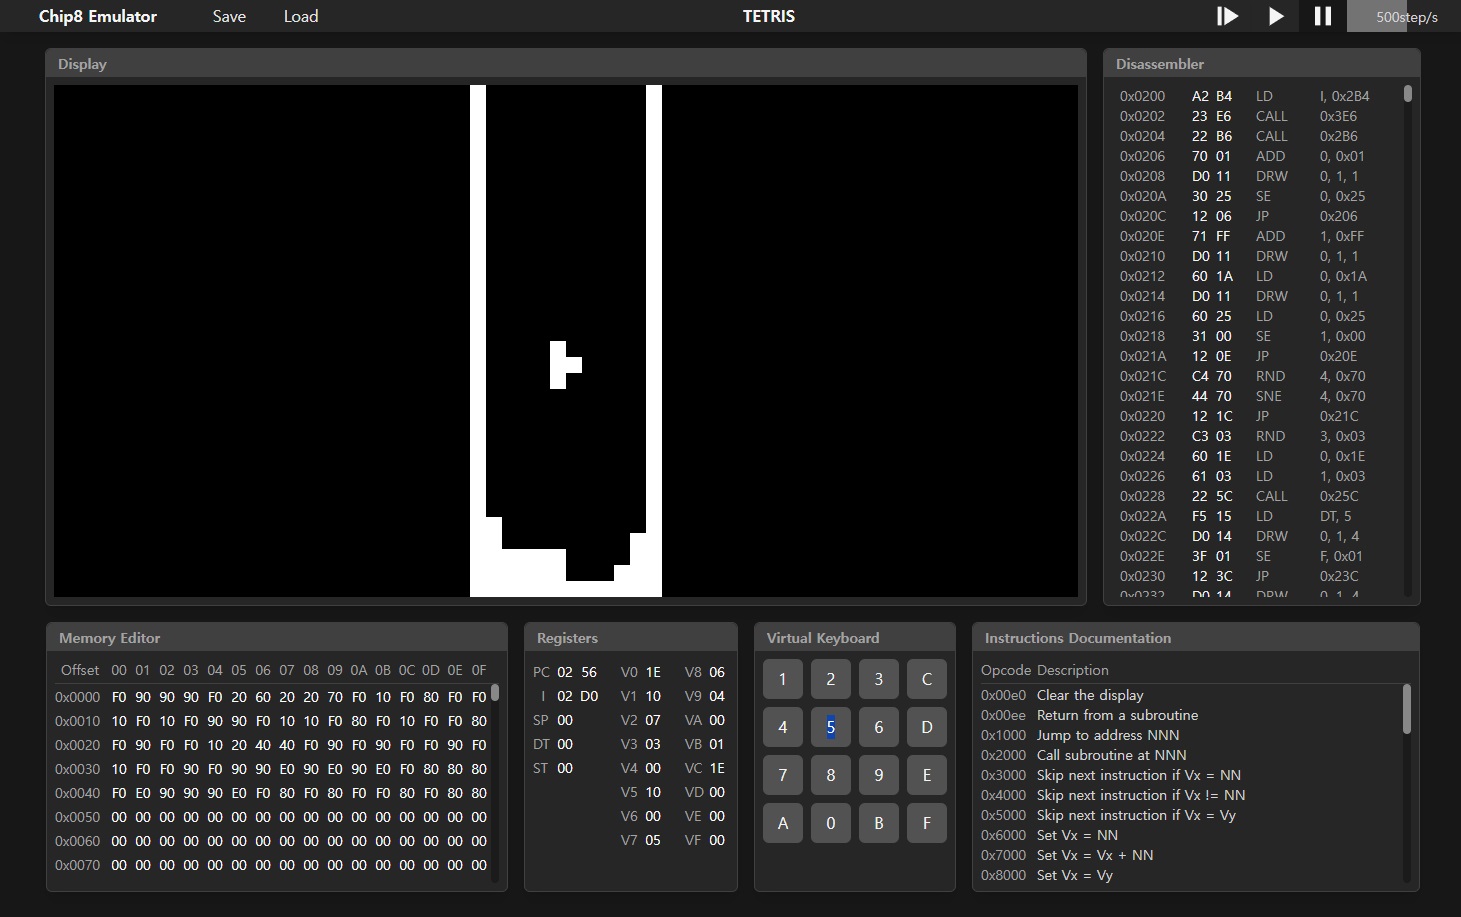 Chip8 Emulator Save Load TETRIS 500step/s
Display
Disassembler
0x0200 A2 B4 LD I, 0x2B4
0x0202 23 E6 CALL 0x3E6
0x0204 22 B6 CALL 0x2B6
0x0206 70 01 ADD 0, 0x01
0x0208 D0 11 DRW 0, 1, 1
0x020A 30 25 SE 0, 0x25
0x020C 12 06 JP 0x206
0x020E 71 FF ADD 1, 0xFF
0x0210 D0 11 DRW 0, 1, 1
0x0212 60 1A LD 0, 0x1A
0x0214 D0 11 DRW 0, 1, 1
0x0216 60 25 LD 0, 0x25
0x0218 31 00 SE 1, 0x00
0x021A 12 0E JP 0x20E
0x021C C4 70 RND 4, 0x70
0x021E 44 70 SNE 4, 0x70
0x0220 12 1C JP 0x21C
0x0222 C3 03 RND 3, 0x03
0x0224 60 1E LD 0, 0x1E
0x0226 61 03 LD 1, 0x03
0x0228 22 5C CALL 0x25C
0x022A F5 15 LD DT, 5
0x022C D0 14 DRW 0, 1, 4
0x022E 3F 01 SE F, 0x01
0x0230 12 3C JP 0x23C
0x0232 D0 14 DRW 0, 1, 4
Memory Editor
Offset 00 01 02 03 04 05 06 07 08 09 0A 0B 0C 0D 0E 0F
0x0000 F0 90 90 90 F0 20 60 20 20 70 F0 10 F0 80 F0 F0
0x0010 10 F0 10 F0 90 90 F0 10 10 F0 80 F0 10 F0 F0 80
0x0020 F0 90 F0 F0 10 20 40 40 F0 90 F0 90 F0 F0 90 F0
0x0030 10 F0 F0 90 F0 90 90 E0 90 E0 90 E0 F0 80 80 80
0x0040 F0 E0 90 90 90 E0 F0 80 F0 80 F0 F0 80 F0 80 80
0x0050 00 00 00 00 00 00 00 00 00 00 00 00 00 00 00 00
0x0060 00 00 00 00 00 00 00 00 00 00 00 00 00 00 00 00
0x0070 00 00 00 00 00 00 00 00 00 00 00 00 00 00 00 00
Registers
PC 02 56 V0 1E V8 06
I 02 D0 V1 10 V9 04
SP 00 V2 07 VA 00
DT 00 V3 03 VB 01
ST 00 V4 00 VC 1E
V5 10 VD 00
V6 00 VE 00
V7 05 VF 00
Virtual Keyboard
1 2 3 C
4 5 6 D
7 8 9 E
A 0 B F
Instructions Documentation
Opcode Description
0x00e0 Clear the display
0x00ee Return from a subroutine
0x1000 Jump to address NNN
0x2000 Call subroutine at NNN
0x3000 Skip next instruction if Vx = NN
0x4000 Skip next instruction if Vx != NN
0x5000 Skip next instruction if Vx = Vy
0x6000 Set Vx = NN
0x7000 Set Vx = Vx + NN
0x8000 Set Vx = Vy